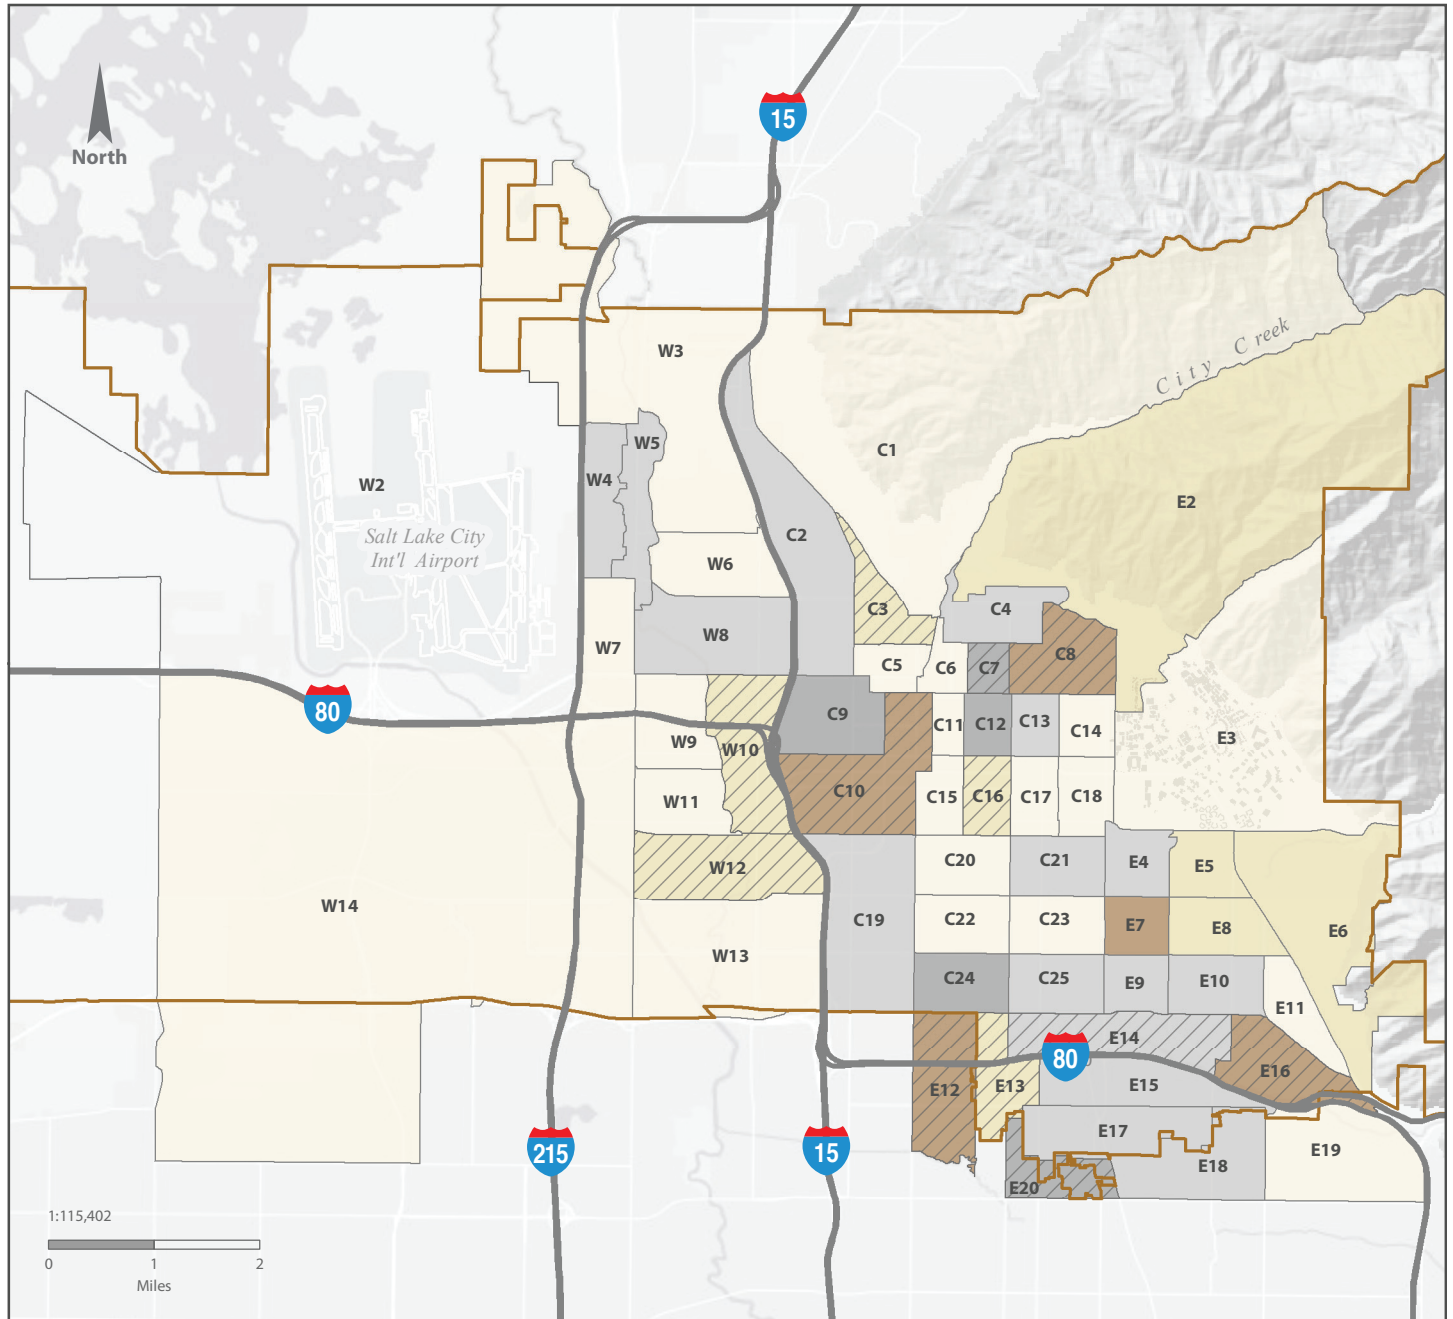 15
North
W3
City Creek
C1
W5
W4
W2
E2
C2
Salt Lake City
Int'l Airport
W6
C3
C4
W8
W7
C5
C6
C7
C8
80
C9
C11
C12
C13
C14
E3
W9
W10
W11
C10
C15
C16
C17
C18
W12
C20
C21
E4
E5
W14
C19
C22
C23
E7
E8
E6
W13
C24
C25
E9
E10
E11
E14
80
E12
E13
E15
E16
215
15
E17
E18
E19
E20
1:115,402
0 1 2
Miles